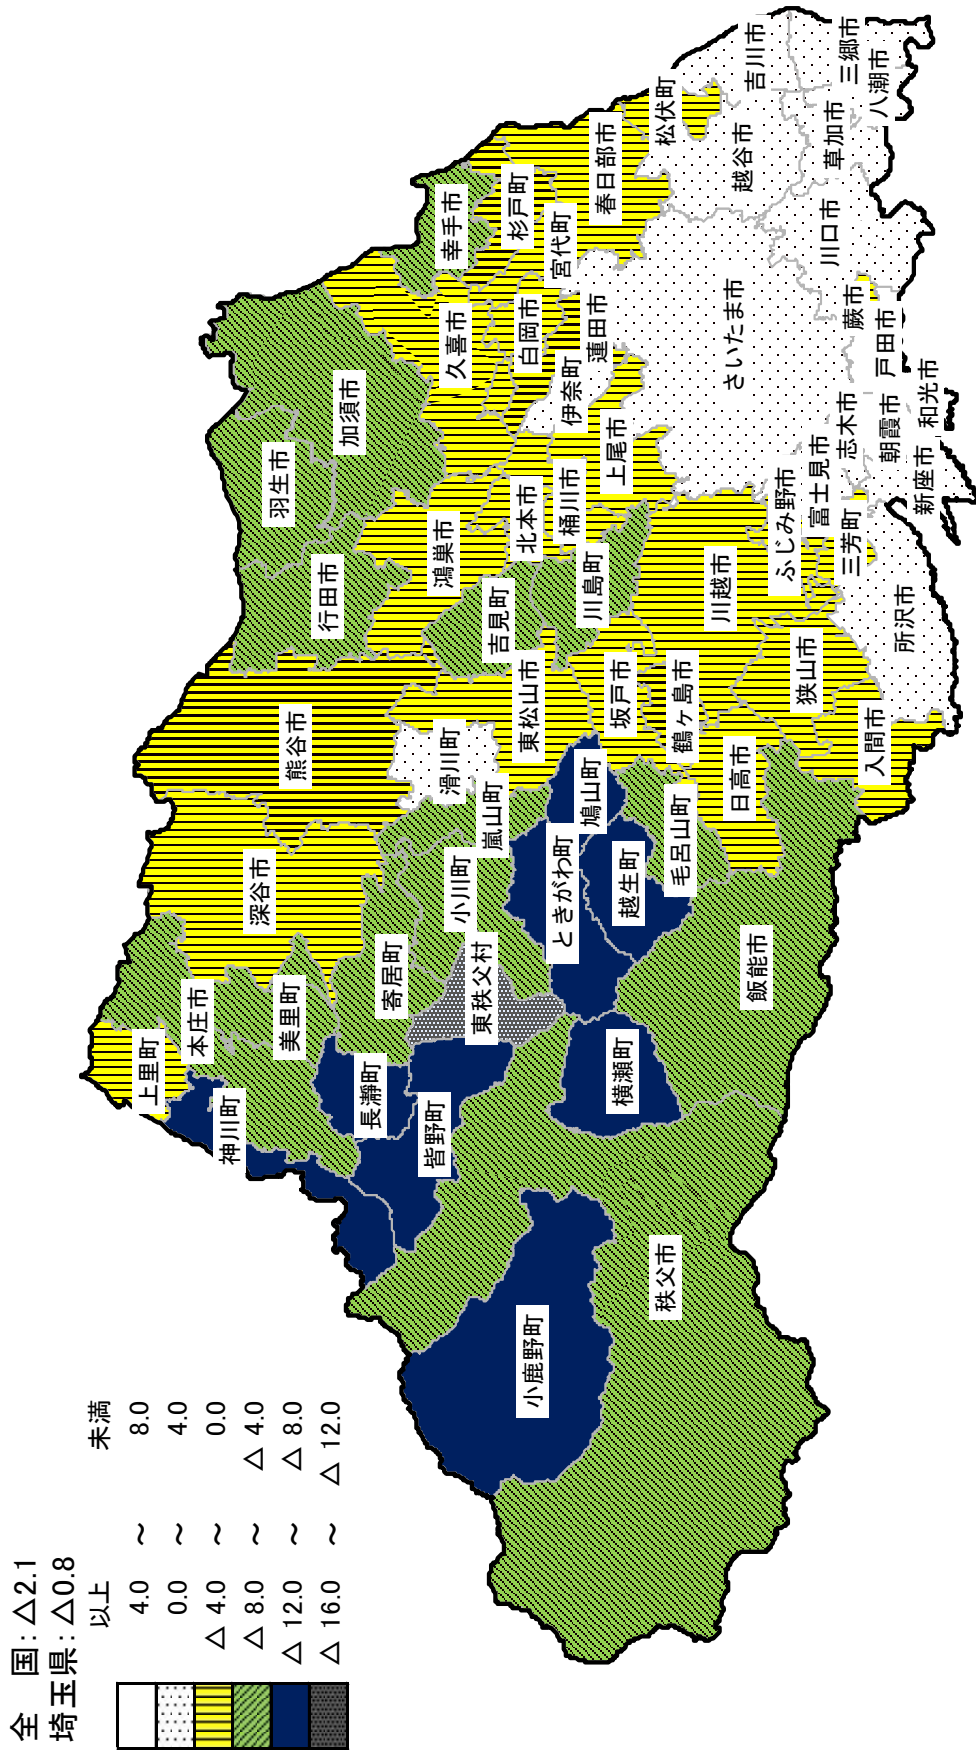 全　国：△2.1
埼玉県：△0.8
以上　未満
4.0 ～ 8.0
0.0 ～ 4.0
△ 4.0 ～ 0.0
△ 8.0 ～ △ 4.0
△ 12.0 ～ △ 8.0
△ 16.0 ～ △ 12.0
上里町
本庄市
神川町
美里町
深谷市
熊谷市
行田市
羽生市
加須市
長瀞町
寄居町
皆野町
小川町
東秩父村
嵐山町
滑川町
鴻巣市
久喜市
幸手市
吉見町
東松山市
北本市
白岡市
杉戸町
宮代町
小鹿野町
ときがわ町
鳩山町
川島町
桶川市
伊奈町
蓮田市
春日部市
上尾市
横瀬町
越生町
毛呂山町
坂戸市
鶴ヶ島市
松伏町
秩父市
飯能市
日高市
川越市
さいたま市
越谷市
吉川市
狭山市
ふじみ野市
富士見市
三芳町
志木市
入間市
所沢市
新座市
朝霞市
和光市
戸田市
蕨市
川口市
草加市
八潮市
三郷市